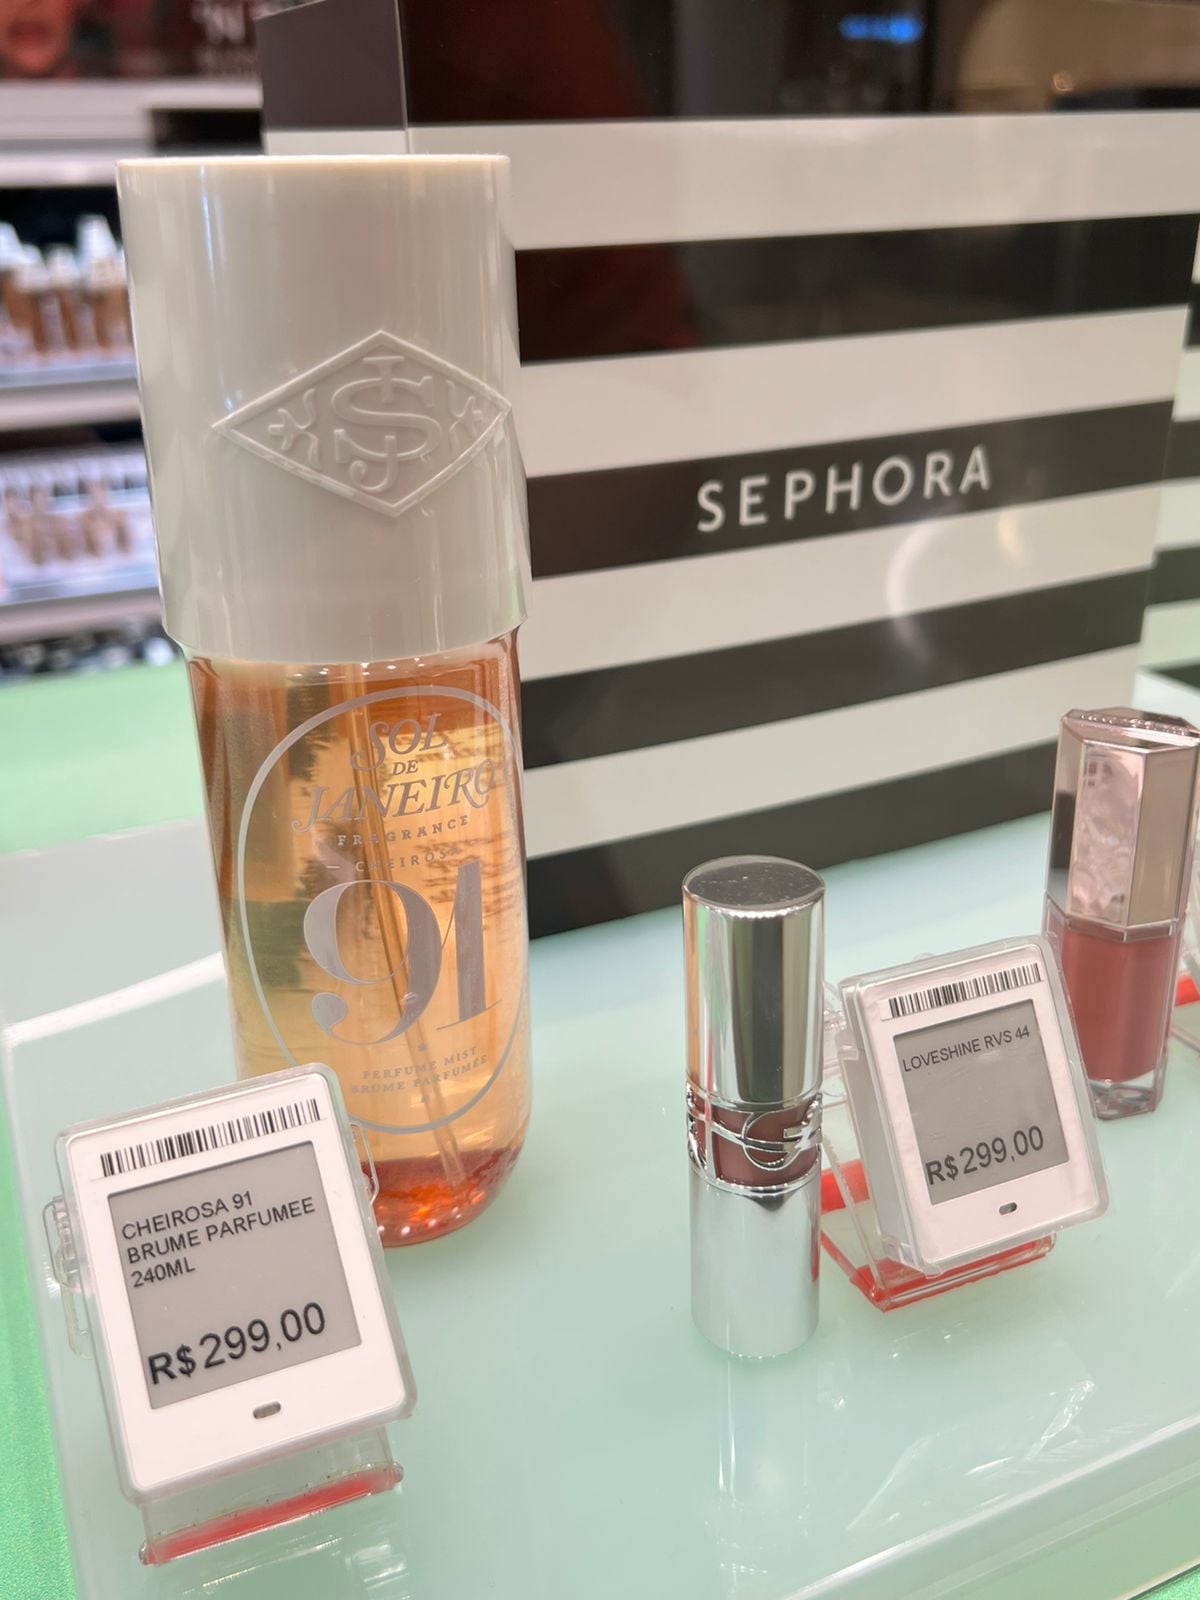 SEPHORA
SJ
SOL
DE
JANEIRO
FRAGRANCE
CHEIROSA
91
PERFUME MIST
BRUME PARFUMÉE
CHEIROSA 91
BRUME PARFUMEE
240ML
R$299,00
LOVESHINE RVS 44
R$299,00